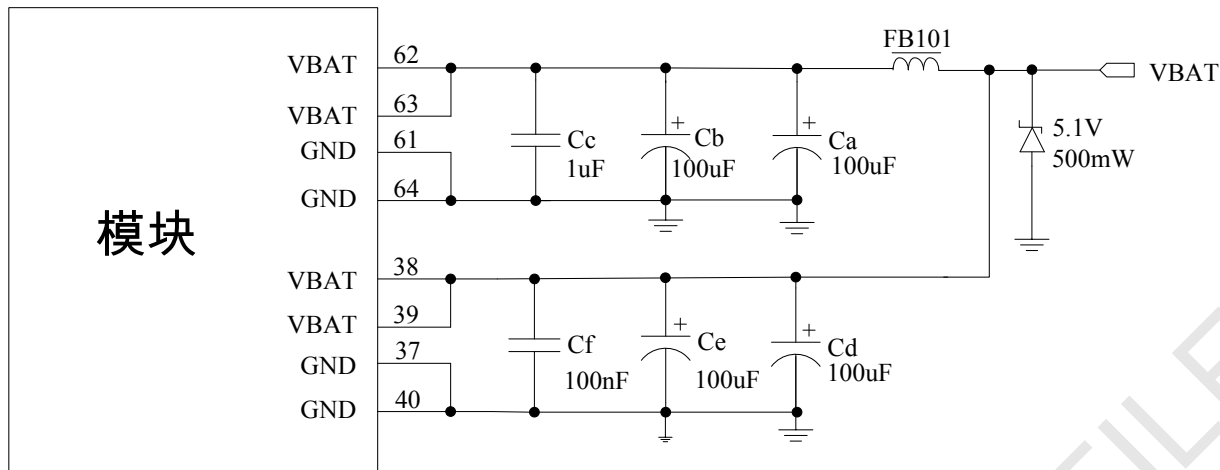 FB101
VBAT 62
VBAT
VBAT 63
GND 61
GND 64
Cc
1uF
Cb
100uF
Ca
100uF
5.1V
500mW
模块
VBAT 38
VBAT 39
GND 37
GND 40
Cf
100nF
Ce
100uF
Cd
100uF
FILE